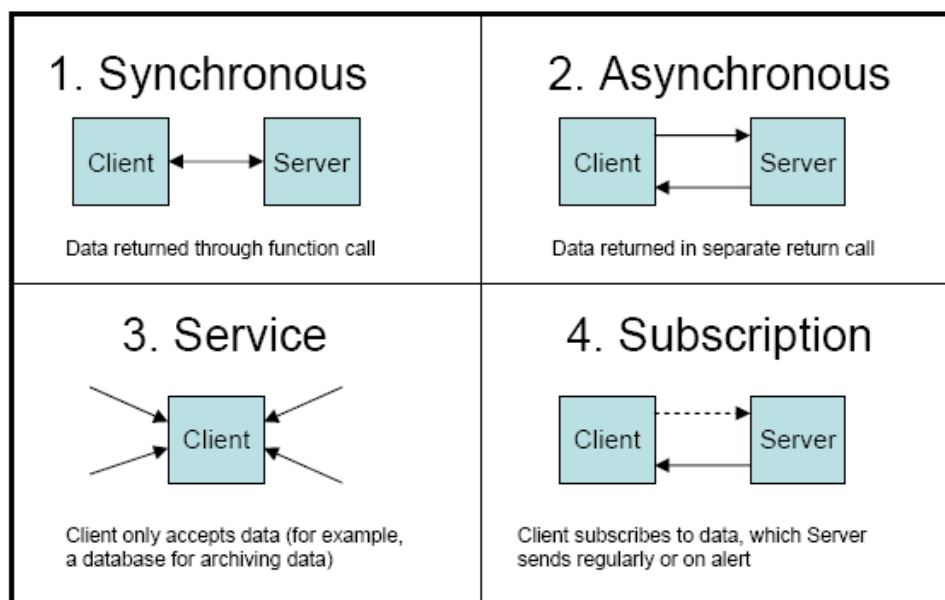 1. Synchronous
Client
Server
Data returned through function call
2. Asynchronous
Client
Server
Data returned in separate return call
3. Service
Client
Client only accepts data (for example,
a database for archiving data)
4. Subscription
Client
Server
Client subscribes to data, which Server
sends regularly or on alert